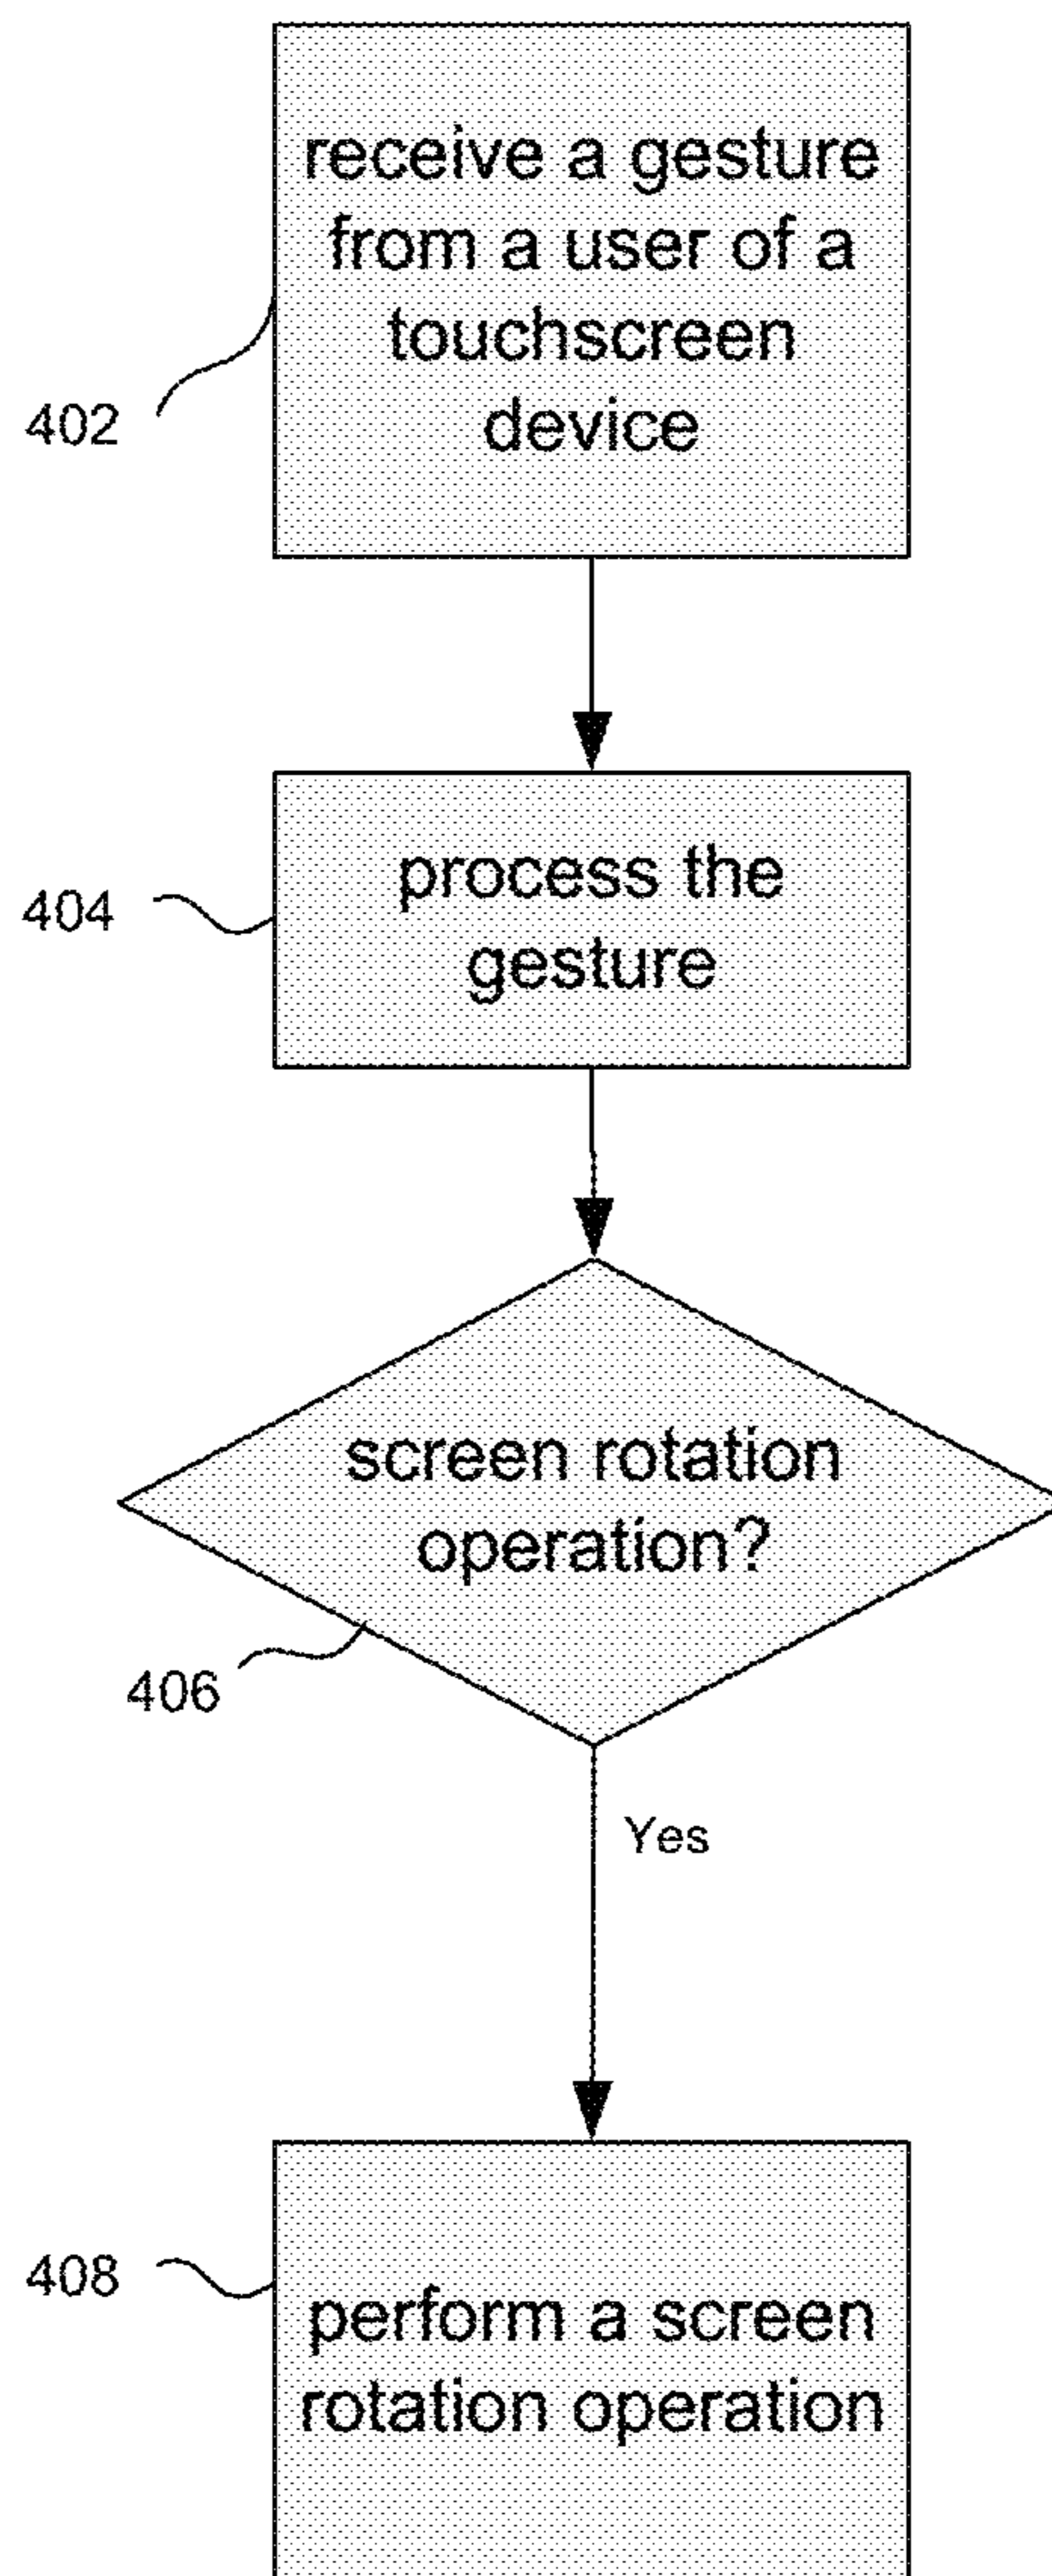 receive a gesture
from a user of a
touchscreen
device
402
process the
gesture
404
screen rotation
operation?
406
Yes
408
perform a screen
rotation operation